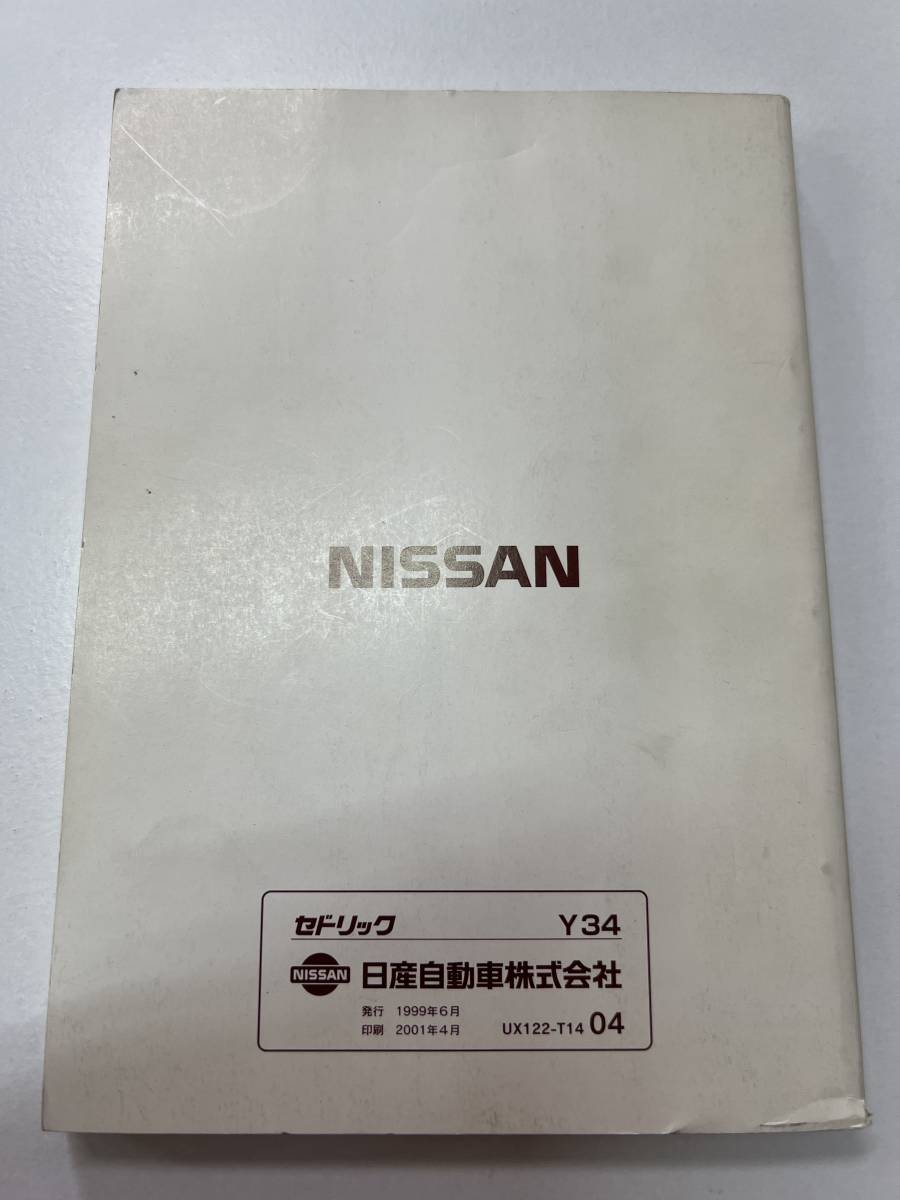 NISSAN
セドリック Y34
NISSAN 日産自動車株式会社
発行 1999年6月
印刷 2001年4月 UX122-T14 04